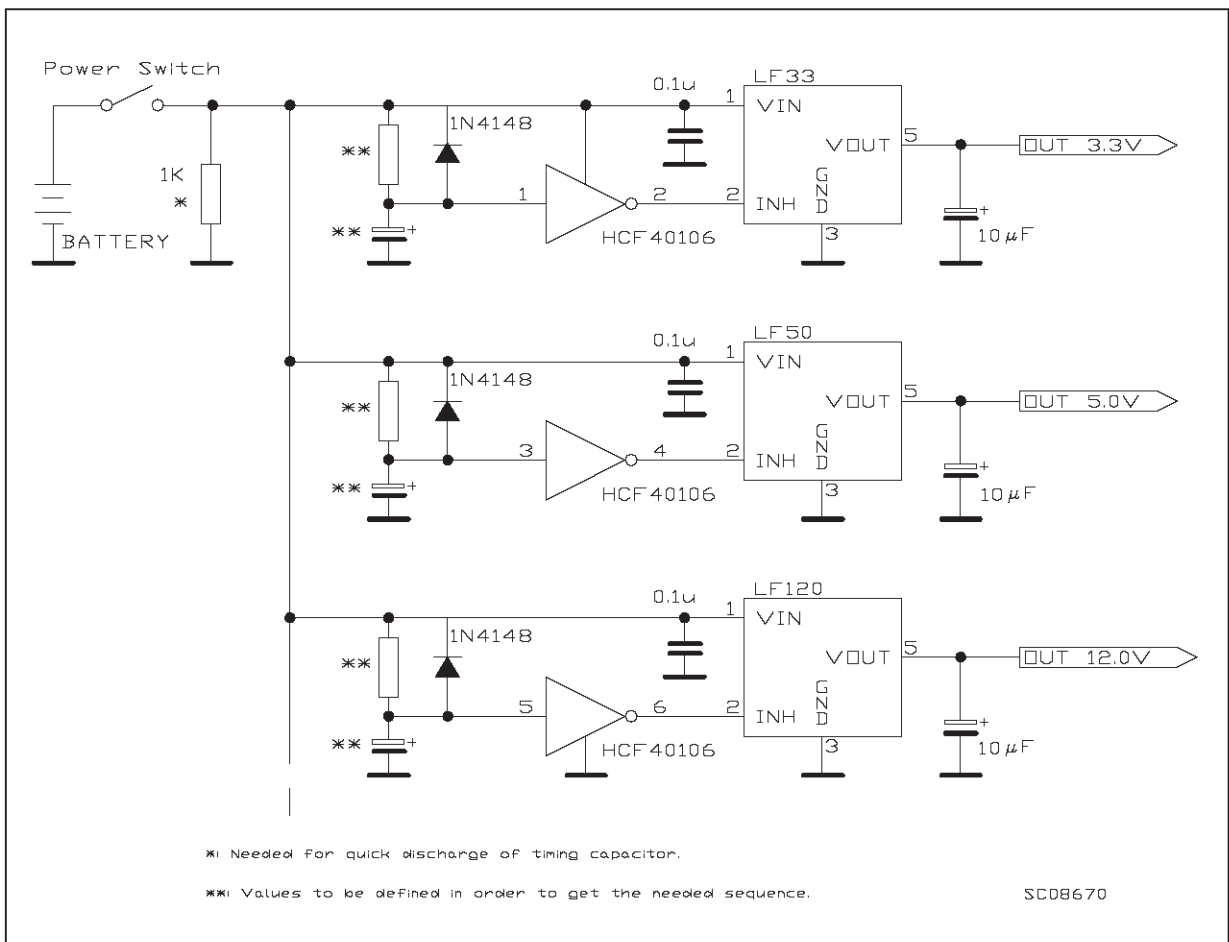 Power Switch
1K
*
BATTERY
**
**
1N4148
1
2
HCF40106
0.1u
LF33
1
VIN
VOUT
5
2
INH
GND
3
+
+
10μF
OUT 3.3V
**
**
1N4148
3
4
HCF40106
0.1u
LF50
1
VIN
VOUT
5
2
INH
GND
3
+
+
10μF
OUT 5.0V
**
**
1N4148
5
6
HCF40106
0.1u
LF120
1
VIN
VOUT
5
2
INH
GND
3
+
+
10μF
OUT 12.0V
*: Needed for quick discharge of timing capacitor.
**: Values to be defined in order to get the needed sequence.
SC08670